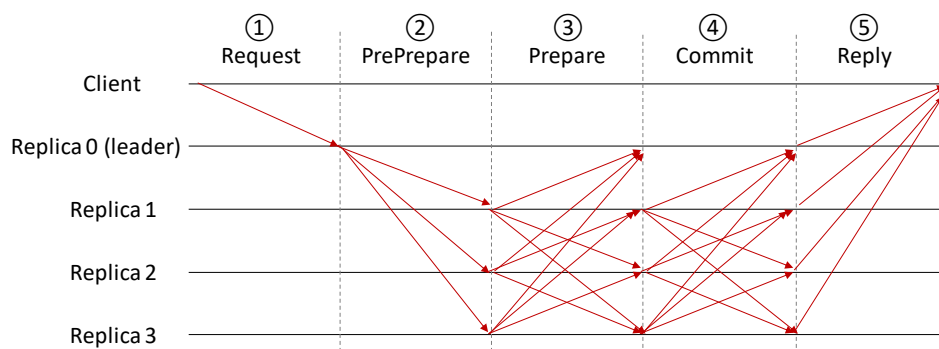 ① ② ③ ④ ⑤
Request PrePrepare Prepare Commit Reply
Client
Replica 0 (leader)
Replica 1
Replica 2
Replica 3